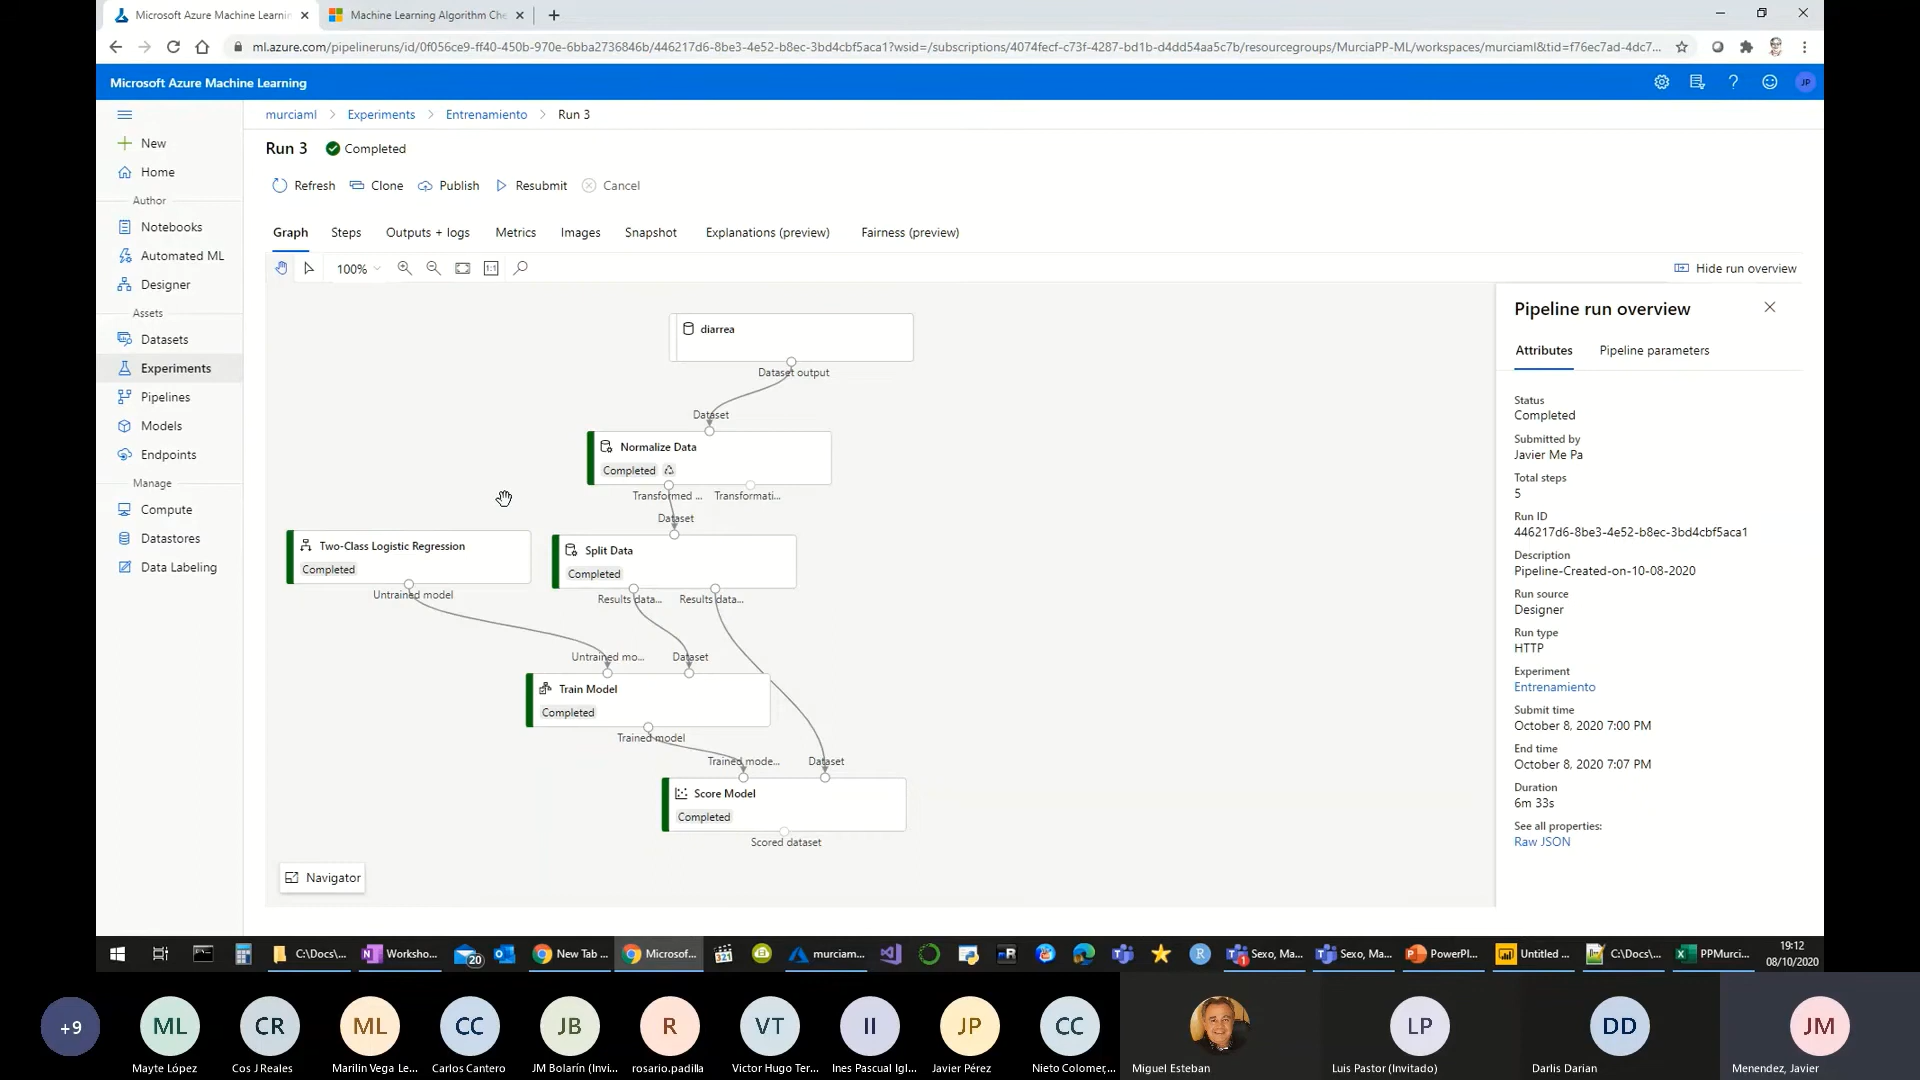 Microsoft Azure Machine Learnin
Machine Learning Algorithm Che
ml.azure.com/pipelineruns/id/0f056ce9-ff40-450b-970e-6bba2736846b/446217d6-8be3-4e52-b8ec-3bd4cbf5aca1?wsid=/subscriptions/4074fecf-c73f-4287-bd1b-d4dd54aa5c7b/resourcegroups/MurciaPP-ML/workspaces/murciaml&tid=f76ec7ad-4dc7...
Microsoft Azure Machine Learning
JP
murciaml > Experiments > Entrenamiento > Run 3
Run 3 Completed
Refresh Clone Publish Resubmit Cancel
Graph Steps Outputs + logs Metrics Images Snapshot Explanations (preview) Fairness (preview)
100% 1:1 Hide run overview
New
Home
Author
Notebooks
Automated ML
Designer
Assets
Datasets
Experiments
Pipelines
Models
Endpoints
Manage
Compute
Datastores
Data Labeling
diarrea
Dataset output
Dataset
Normalize Data
Completed
Transformed ... Transformati...
Dataset
Two-Class Logistic Regression
Completed
Untrained model
Split Data
Completed
Results data... Results data...
Untrained mo... Dataset
Train Model
Completed
Trained model
Trained mode... Dataset
Score Model
Completed
Scored dataset
Navigator
Pipeline run overview
Attributes Pipeline parameters
Status
Completed
Submitted by
Javier Me Pa
Total steps
5
Run ID
446217d6-8be3-4e52-b8ec-3bd4cbf5aca1
Description
Pipeline-Created-on-10-08-2020
Run source
Designer
Run type
HTTP
Experiment
Entrenamiento
Submit time
October 8, 2020 7:00 PM
End time
October 8, 2020 7:07 PM
Duration
6m 33s
See all properties:
Raw JSON
C:\Docs\... Worksho... 20 New Tab ... Microsof... 321 murciam... R R Sexo, Ma... Sexo, Ma... PowerPl... Untitled ... C:\Docs\... PPMurci...
19:12
08/10/2020
+9 ML CR ML CC JB R VT II JP CC LP DD JM
Mayte López Cos J Reales Marilin Vega Le... Carlos Cantero JM Bolarín (Invi... rosario.padilla Victor Hugo Ter... Ines Pascual Igl... Javier Pérez Nieto Colomer,... Miguel Esteban Luis Pastor (Invitado) Darlis Darian Menendez, Javier